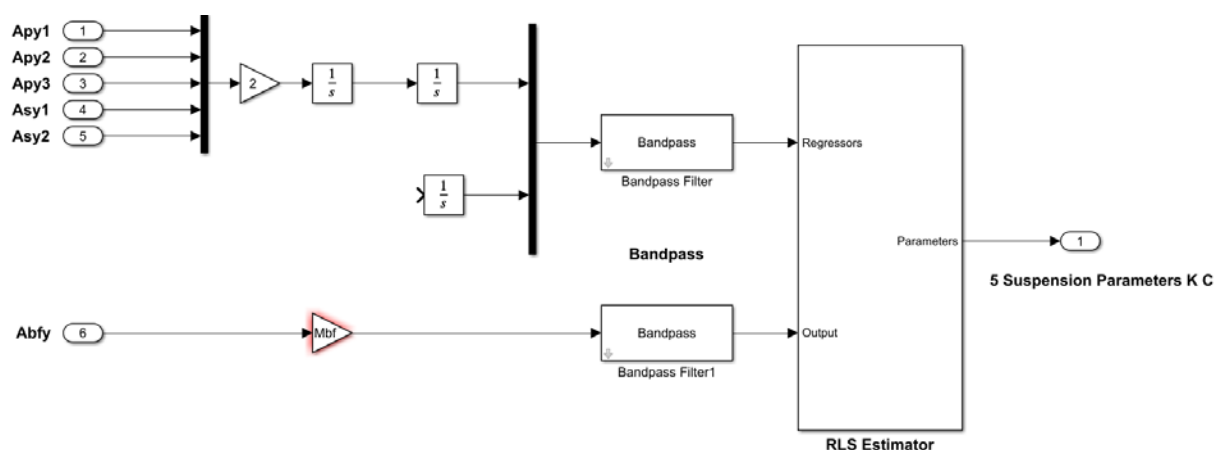 Apy1
1
Apy2
2
Apy3
3
Asy1
4
Asy2
5
2
1
s
1
s
1
s
Bandpass
Bandpass Filter
Bandpass
Abfy
6
Mbf
Bandpass
Bandpass Filter1
Regressors
Parameters
Output
RLS Estimator
1
5 Suspension Parameters K C